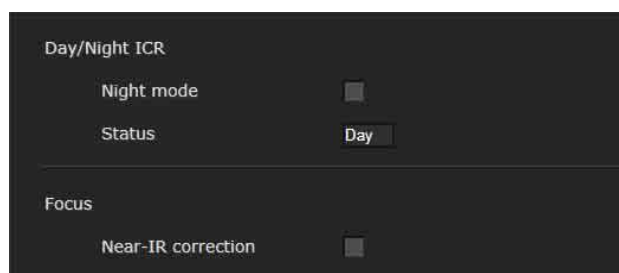 Day/Night ICR
Night mode
Status Day
Focus
Near-IR correction